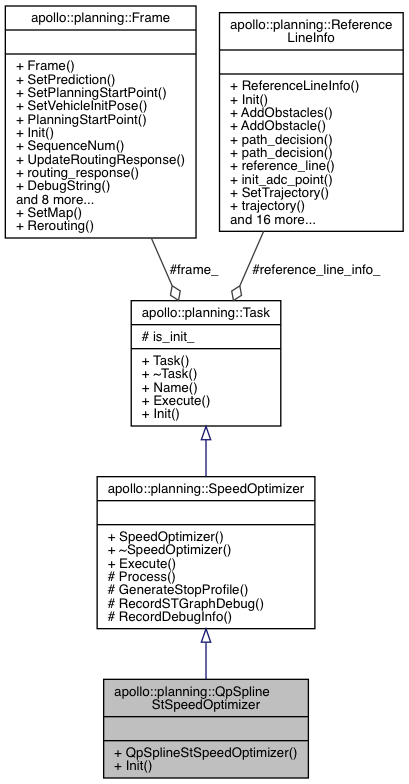 apollo::planning::Frame
+ Frame()
+ SetPrediction()
+ SetPlanningStartPoint()
+ SetVehicleInitPose()
+ PlanningStartPoint()
+ Init()
+ SequenceNum()
+ UpdateRoutingResponse()
+ routing_response()
+ DebugString()
and 8 more...
+ SetMap()
+ Rerouting()
apollo::planning::Reference
LineInfo
+ ReferenceLineInfo()
+ Init()
+ AddObstacles()
+ AddObstacle()
+ path_decision()
+ path_decision()
+ reference_line()
+ init_adc_point()
+ SetTrajectory()
+ trajectory()
and 16 more...
#frame_
#reference_line_info_
apollo::planning::Task
# is_init_
+ Task()
+ ~Task()
+ Name()
+ Execute()
+ Init()
apollo::planning::SpeedOptimizer
+ SpeedOptimizer()
+ ~SpeedOptimizer()
+ Execute()
# Process()
# GenerateStopProfile()
# RecordSTGraphDebug()
# RecordDebugInfo()
apollo::planning::QpSpline
StSpeedOptimizer
+ QpSplineStSpeedOptimizer()
+ Init()